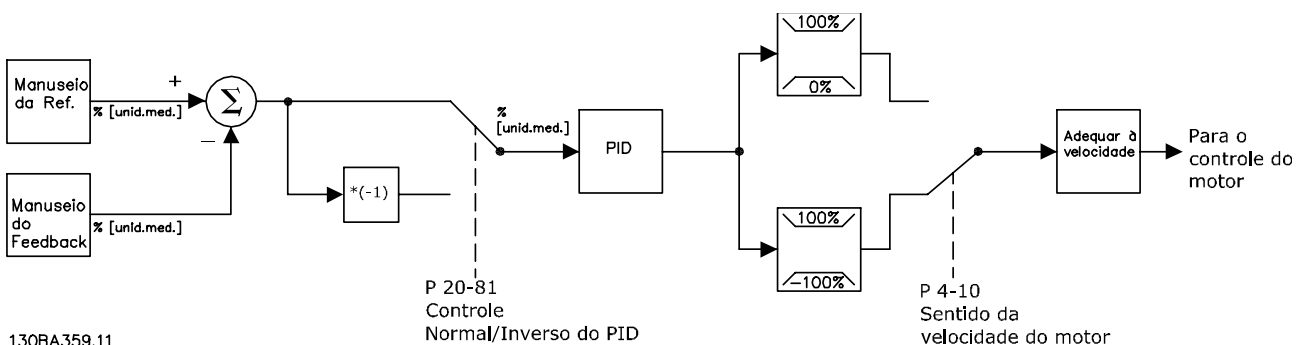 Manuseio
da Ref.
% [unid.med.]
+
−
Σ
Manuseio
do
Feedback
% [unid.med.]
*(-1)
P 20-81
Controle
Normal/Inverso do PID
%
[unid.med.]
PID
100%
0%
100%
-100%
P 4-10
Sentido da
velocidade do motor
Adequar à
velocidade
Para o
controle do
motor
130BA359.11